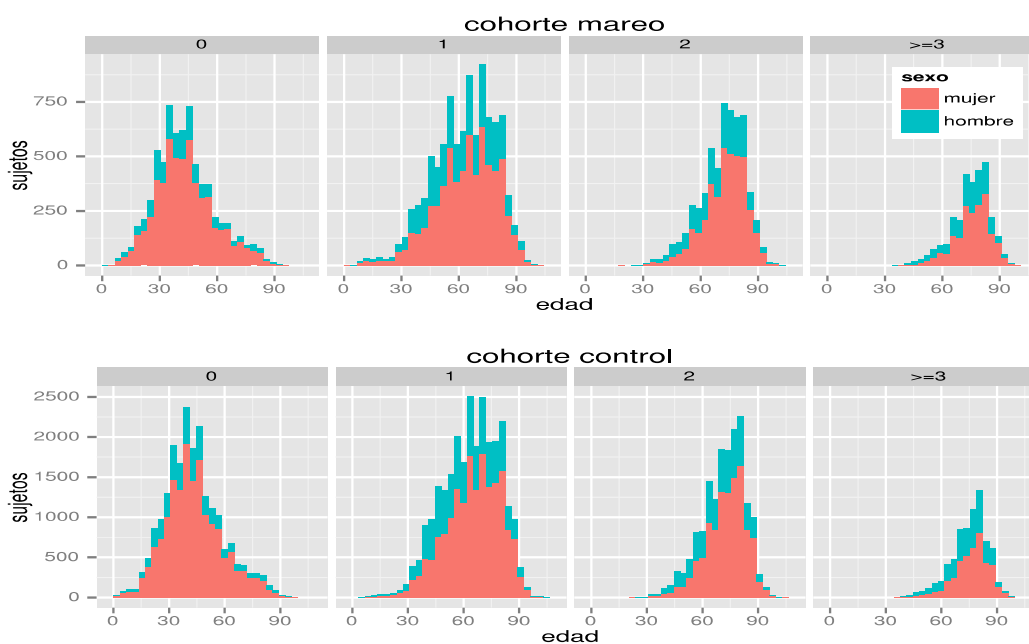 cohorte mareo
0 1 2 >=3
sexo
mujer
hombre
750
500
250
0
sujetos
0 30 60 90 0 30 60 90 0 30 60 90 0 30 60 90
edad
cohorte control
0 1 2 >=3
2500
2000
1500
1000
500
0
sujetos
0 30 60 90 0 30 60 90 0 30 60 90 0 30 60 90
edad